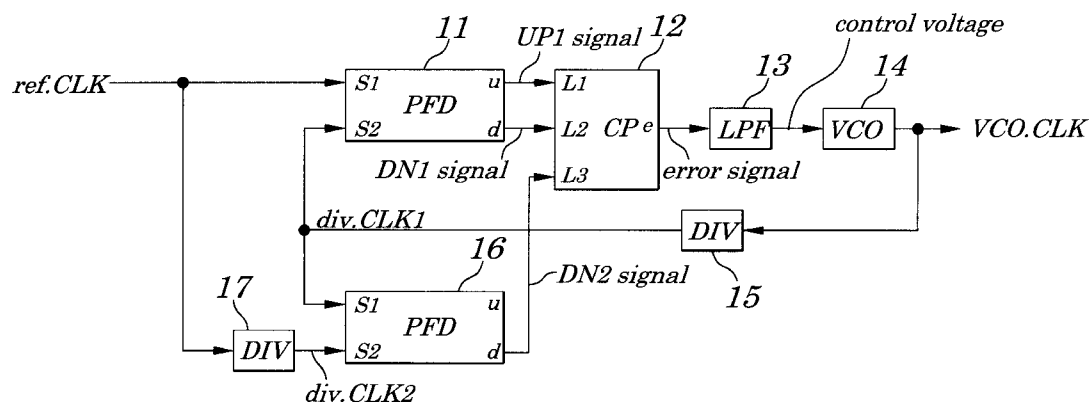 11
UP1 signal
12
control voltage
13
14
ref.CLK
S1
u
PFD
S2
d
L1
L2
CP e
L3
LPF
VCO
VCO.CLK
DN1 signal
error signal
div.CLK1
DIV
15
16
DN2 signal
17
S1
u
PFD
S2
d
DIV
div.CLK2